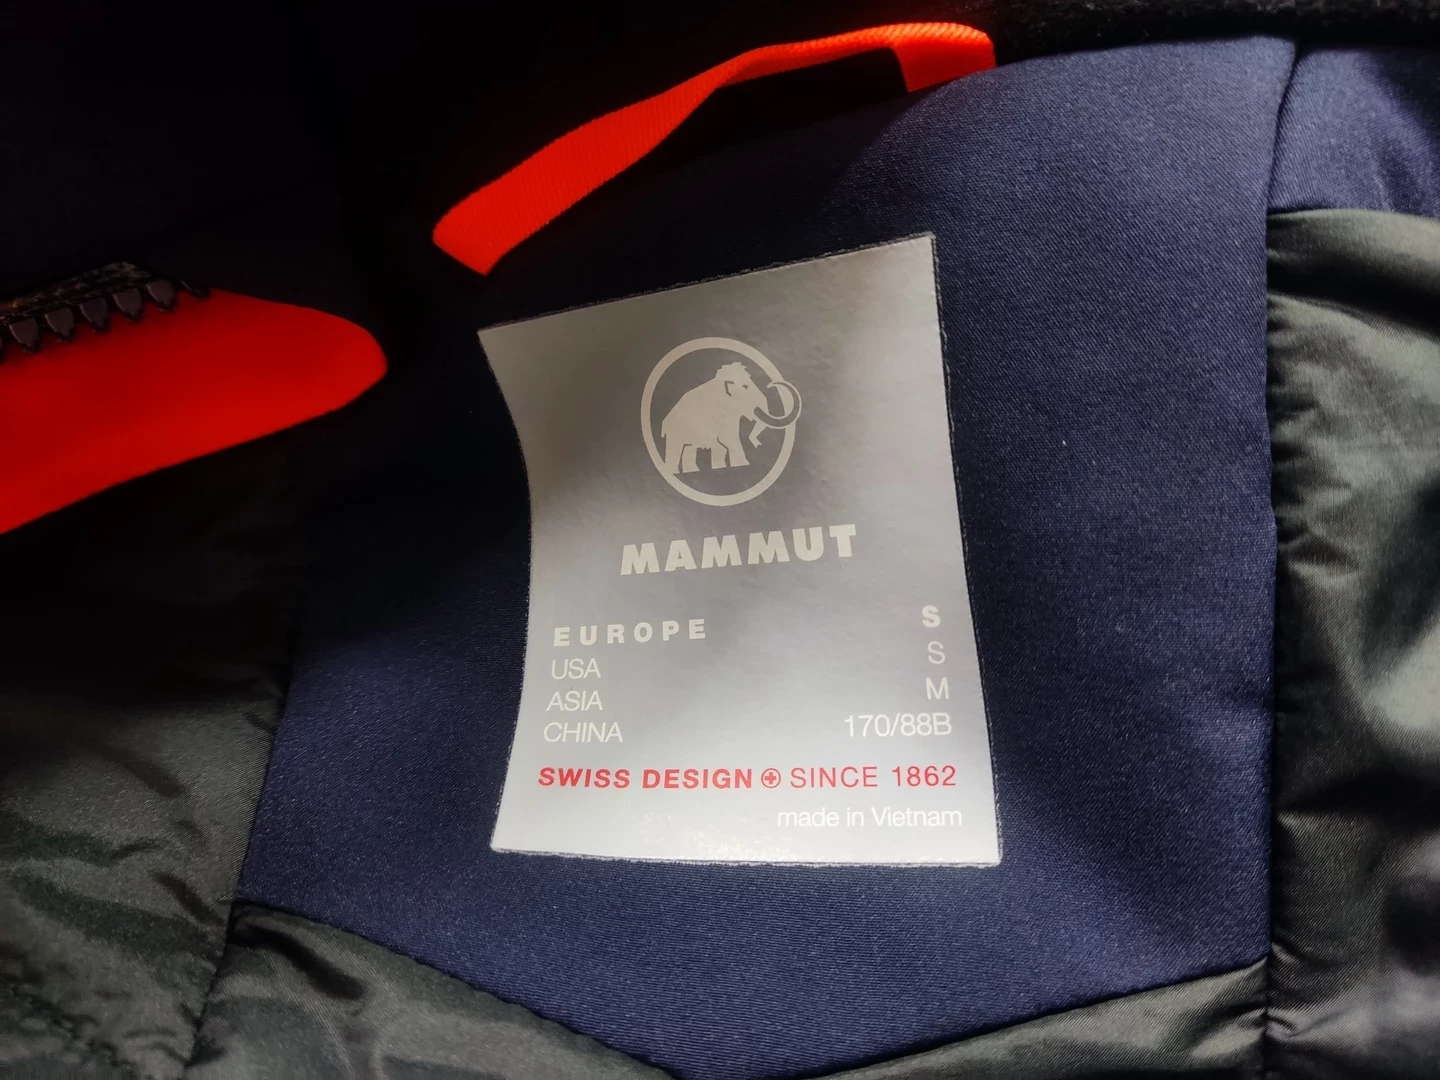 MAMMUT
EUROPE S
USA S
ASIA M
CHINA 170/88B
SWISS DESIGN SINCE 1862
made in Vietnam